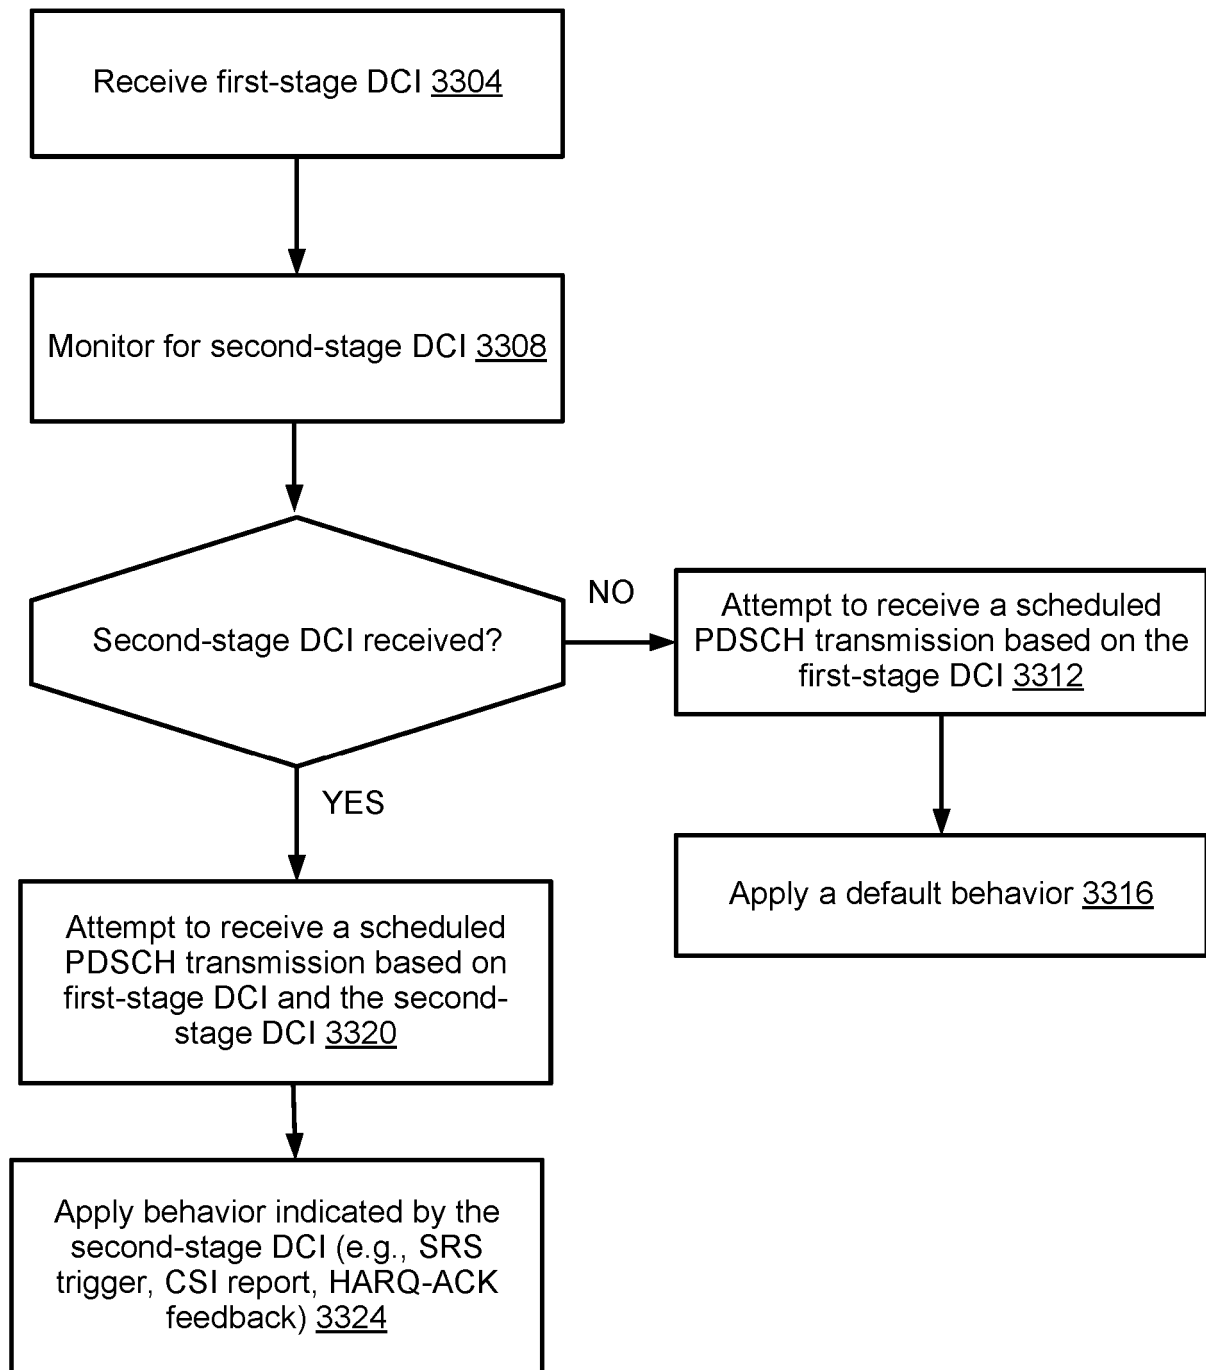 Receive first-stage DCI 3304
Monitor for second-stage DCI 3308
Second-stage DCI received?
NO
Attempt to receive a scheduled
PDSCH transmission based on the
first-stage DCI 3312
YES
Apply a default behavior 3316
Attempt to receive a scheduled
PDSCH transmission based on
first-stage DCI and the second-
stage DCI 3320
Apply behavior indicated by the
second-stage DCI (e.g., SRS
trigger, CSI report, HARQ-ACK
feedback) 3324